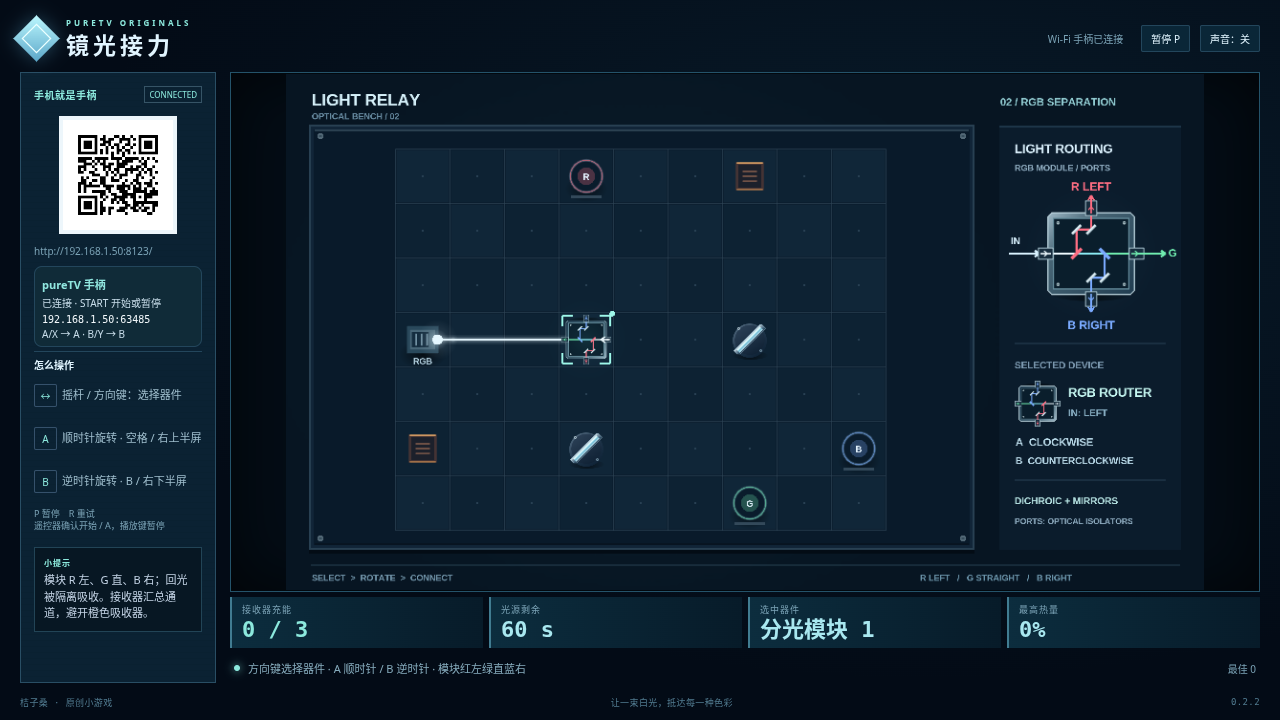 PURETV ORIGINALS
镜光接力
Wi-Fi 手柄已连接
暂停 P
声音：关
手机就是手柄
CONNECTED
http://192.168.1.50:8123/
pureTV 手柄
已连接 · START 开始或暂停
192.168.1.50:63485
A/X → A · B/Y → B
怎么操作
↔ 摇杆 / 方向键：选择器件
A 顺时针旋转 · 空格 / 右上半屏
B 逆时针旋转 · B / 右下半屏
P 暂停 R 重试
遥控器确认开始 / A，播放键暂停
小提示
模块 R 左、G 直、B 右；回光
被隔离吸收。接收器汇总通
道，避开橙色吸收器。
LIGHT RELAY
OPTICAL BENCH / 02
R
RGB
B
G
02 / RGB SEPARATION
LIGHT ROUTING
RGB MODULE / PORTS
R LEFT
IN
G
B RIGHT
SELECTED DEVICE
RGB ROUTER
IN: LEFT
A CLOCKWISE
B COUNTERCLOCKWISE
DICHROIC + MIRRORS
PORTS: OPTICAL ISOLATORS
SELECT > ROTATE > CONNECT
R LEFT / G STRAIGHT / B RIGHT
接收器充能
0 / 3
光源剩余
60 s
选中器件
分光模块 1
最高热量
0%
方向键选择器件 · A 顺时针 / B 逆时针 · 模块红左绿直蓝右
最佳 0
桔子桑 · 原创小游戏
让一束白光，抵达每一种色彩
0.2.2